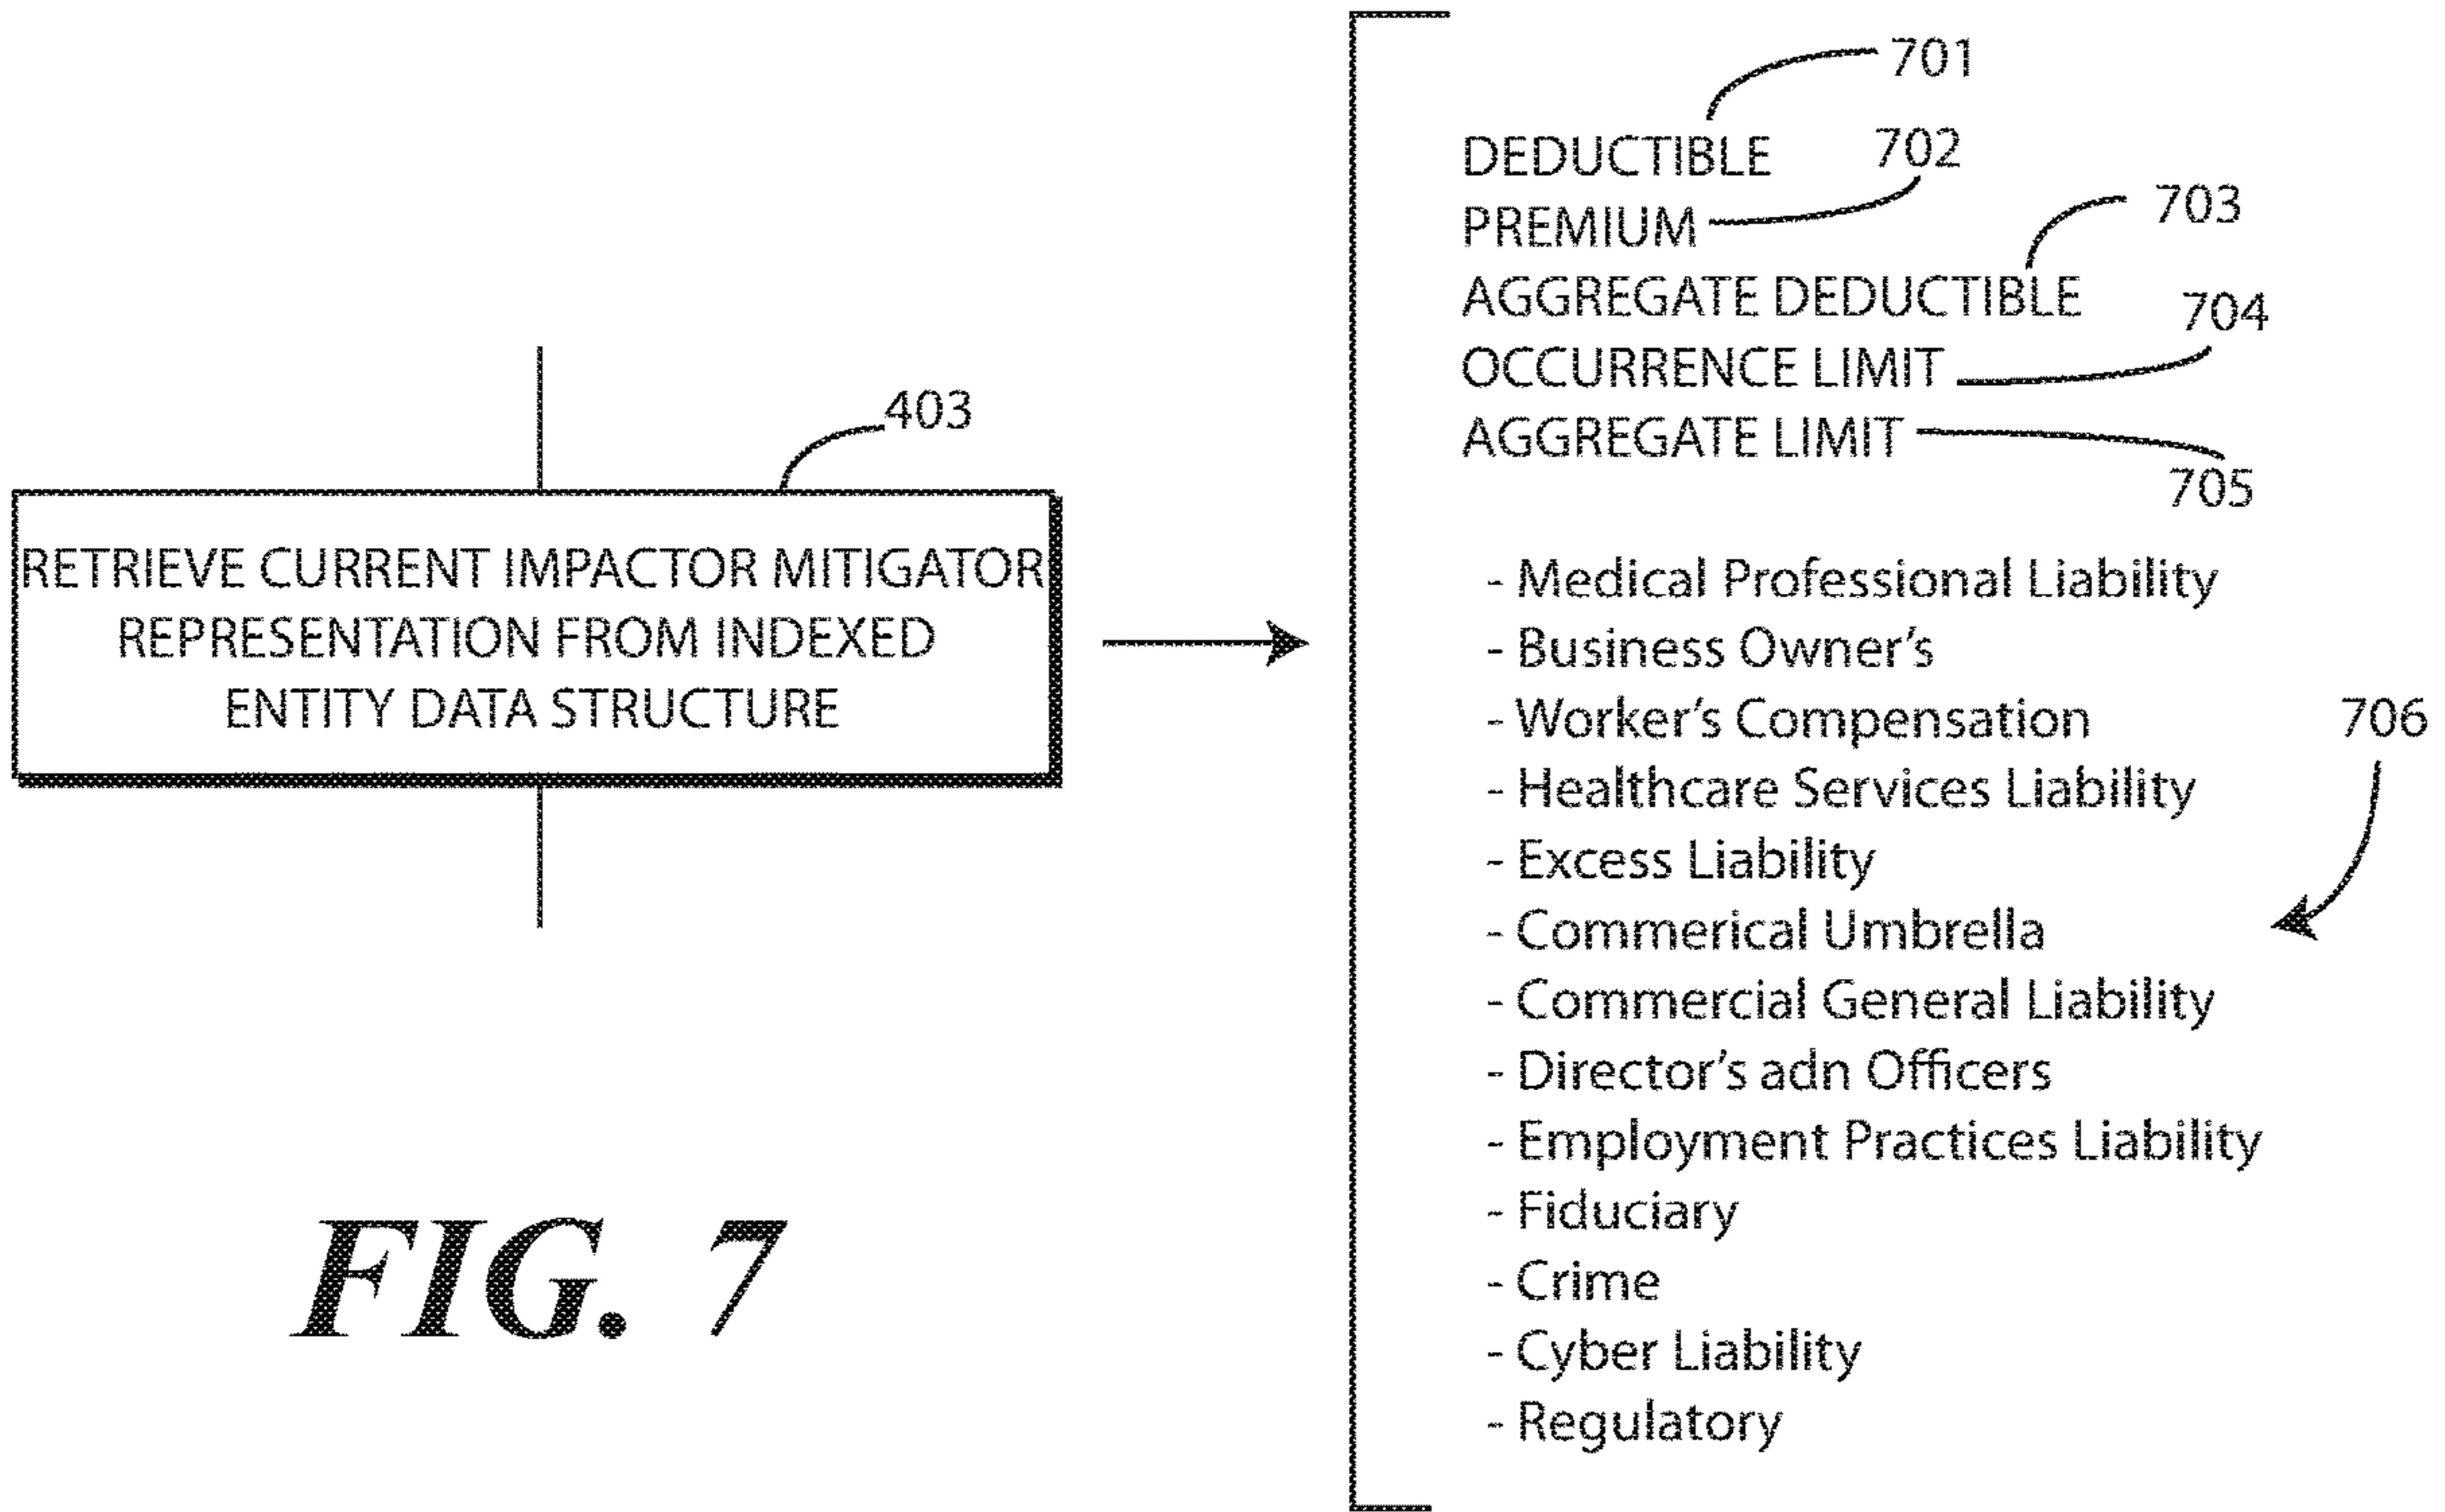 701
DEDUCTIBLE
702
PREMIUM
703
AGGREGATE DEDUCTIBLE
704
OCCURRENCE LIMIT
AGGREGATE LIMIT
705
403
RETRIEVE CURRENT IMPACTOR MITIGATOR
REPRESENTATION FROM INDEXED
ENTITY DATA STRUCTURE
- Medical Professional Liability
- Business Owner's
- Worker's Compensation
706
- Healthcare Services Liability
- Excess Liability
- Commerical Umbrella
- Commercial General Liability
- Director's adn Officers
- Employment Practices Liability
- Fiduciary
- Crime
- Cyber Liability
- Regulatory
FIG. 7